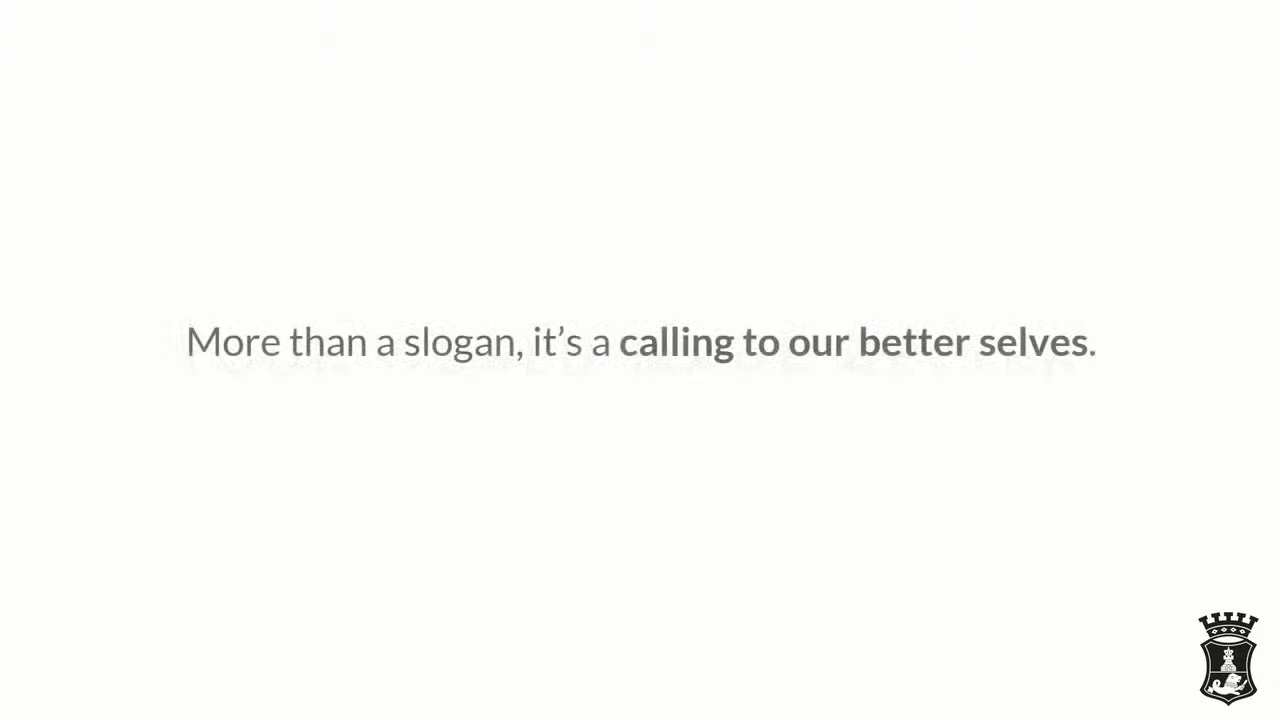 More than a slogan, it’s a calling to our better selves.